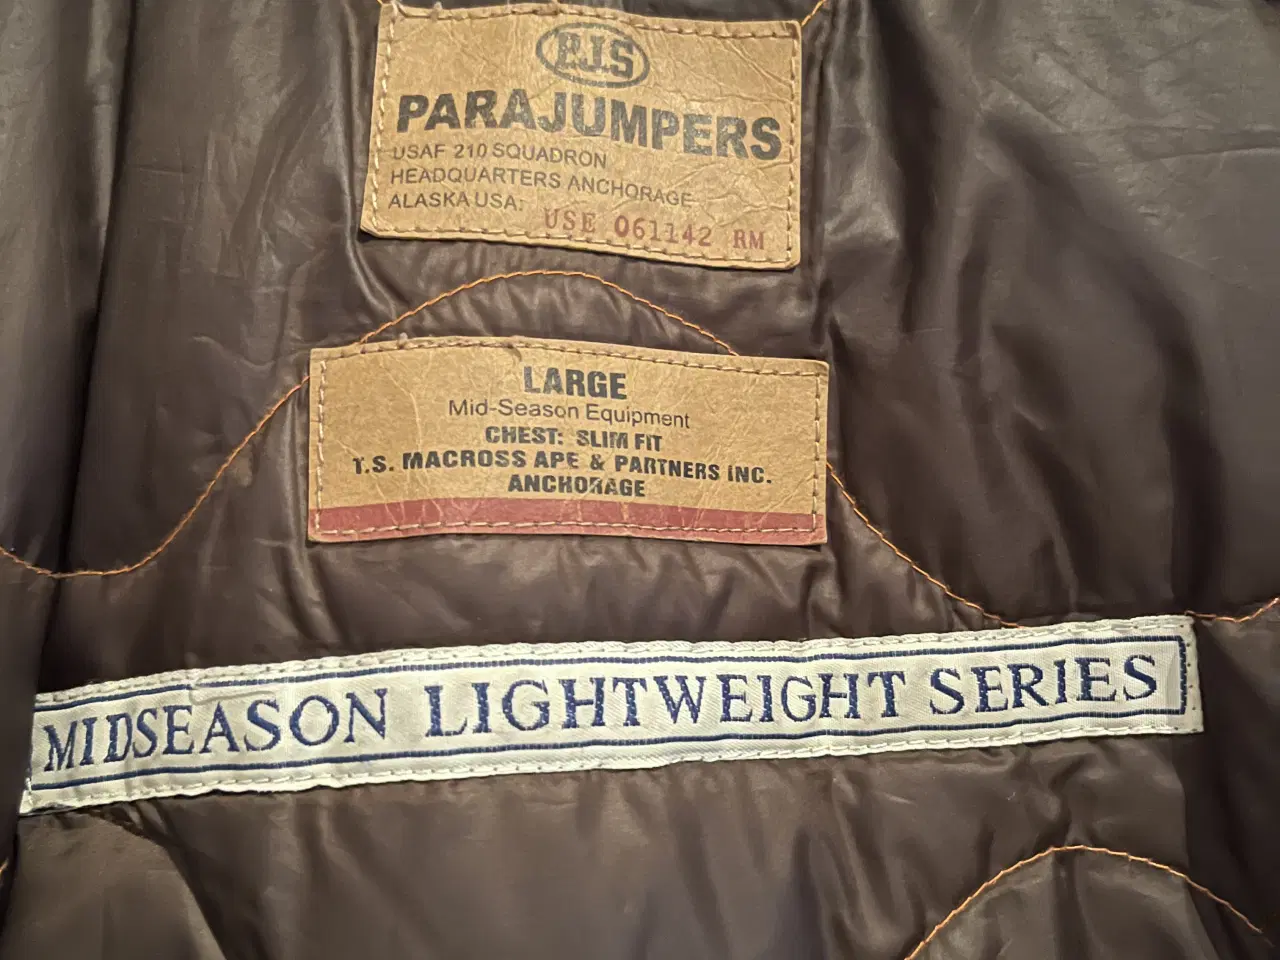 P.J.S
PARAJUMPERS
USAF 210 SQUADRON
HEADQUARTERS ANCHORAGE
ALASKA USA: USE 061142 RM
LARGE
Mid-Season Equipment
CHEST: SLIM FIT
T.S. MACROSS APE & PARTNERS INC.
ANCHORAGE
MIDSEASON LIGHTWEIGHT SERIES